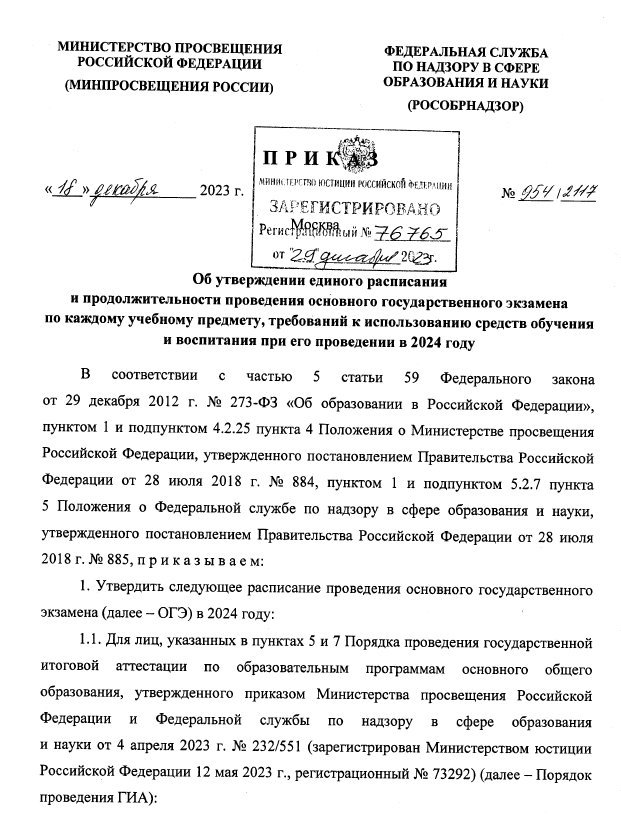 МИНИСТЕРСТВО ПРОСВЕЩЕНИЯ
РОССИЙСКОЙ ФЕДЕРАЦИИ
(МИНПРОСВЕЩЕНИЯ РОССИИ)
ФЕДЕРАЛЬНАЯ СЛУЖБА
ПО НАДЗОРУ В СФЕРЕ
ОБРАЗОВАНИЯ И НАУКИ
(РОСОБРНАДЗОР)
ПРИКАЗ
МИНИСТЕРСТВО ЮСТИЦИИ РОССИЙСКОЙ ФЕДЕРАЦИИ
«18» декабря 2023 г.
№ 954/2117
ЗАРЕГИСТРИРОВАНО
Москва
Регистрационный № 76765
от "29" декабря 2023г.
Об утверждении единого расписания
и продолжительности проведения основного государственного экзамена
по каждому учебному предмету, требований к использованию средств обучения
и воспитания при его проведении в 2024 году
В соответствии с частью 5 статьи 59 Федерального закона
от 29 декабря 2012 г. № 273-ФЗ «Об образовании в Российской Федерации»,
пунктом 1 и подпунктом 4.2.25 пункта 4 Положения о Министерстве просвещения
Российской Федерации, утвержденного постановлением Правительства Российской
Федерации от 28 июля 2018 г. № 884, пунктом 1 и подпунктом 5.2.7 пункта
5 Положения о Федеральной службе по надзору в сфере образования и науки,
утвержденного постановлением Правительства Российской Федерации от 28 июля
2018 г. № 885, п р и к а з ы в а е м:
1. Утвердить следующее расписание проведения основного государственного
экзамена (далее – ОГЭ) в 2024 году:
1.1. Для лиц, указанных в пунктах 5 и 7 Порядка проведения государственной
итоговой аттестации по образовательным программам основного общего
образования, утвержденного приказом Министерства просвещения Российской
Федерации и Федеральной службы по надзору в сфере образования
и науки от 4 апреля 2023 г. № 232/551 (зарегистрирован Министерством юстиции
Российской Федерации 12 мая 2023 г., регистрационный № 73292) (далее – Порядок
проведения ГИА):